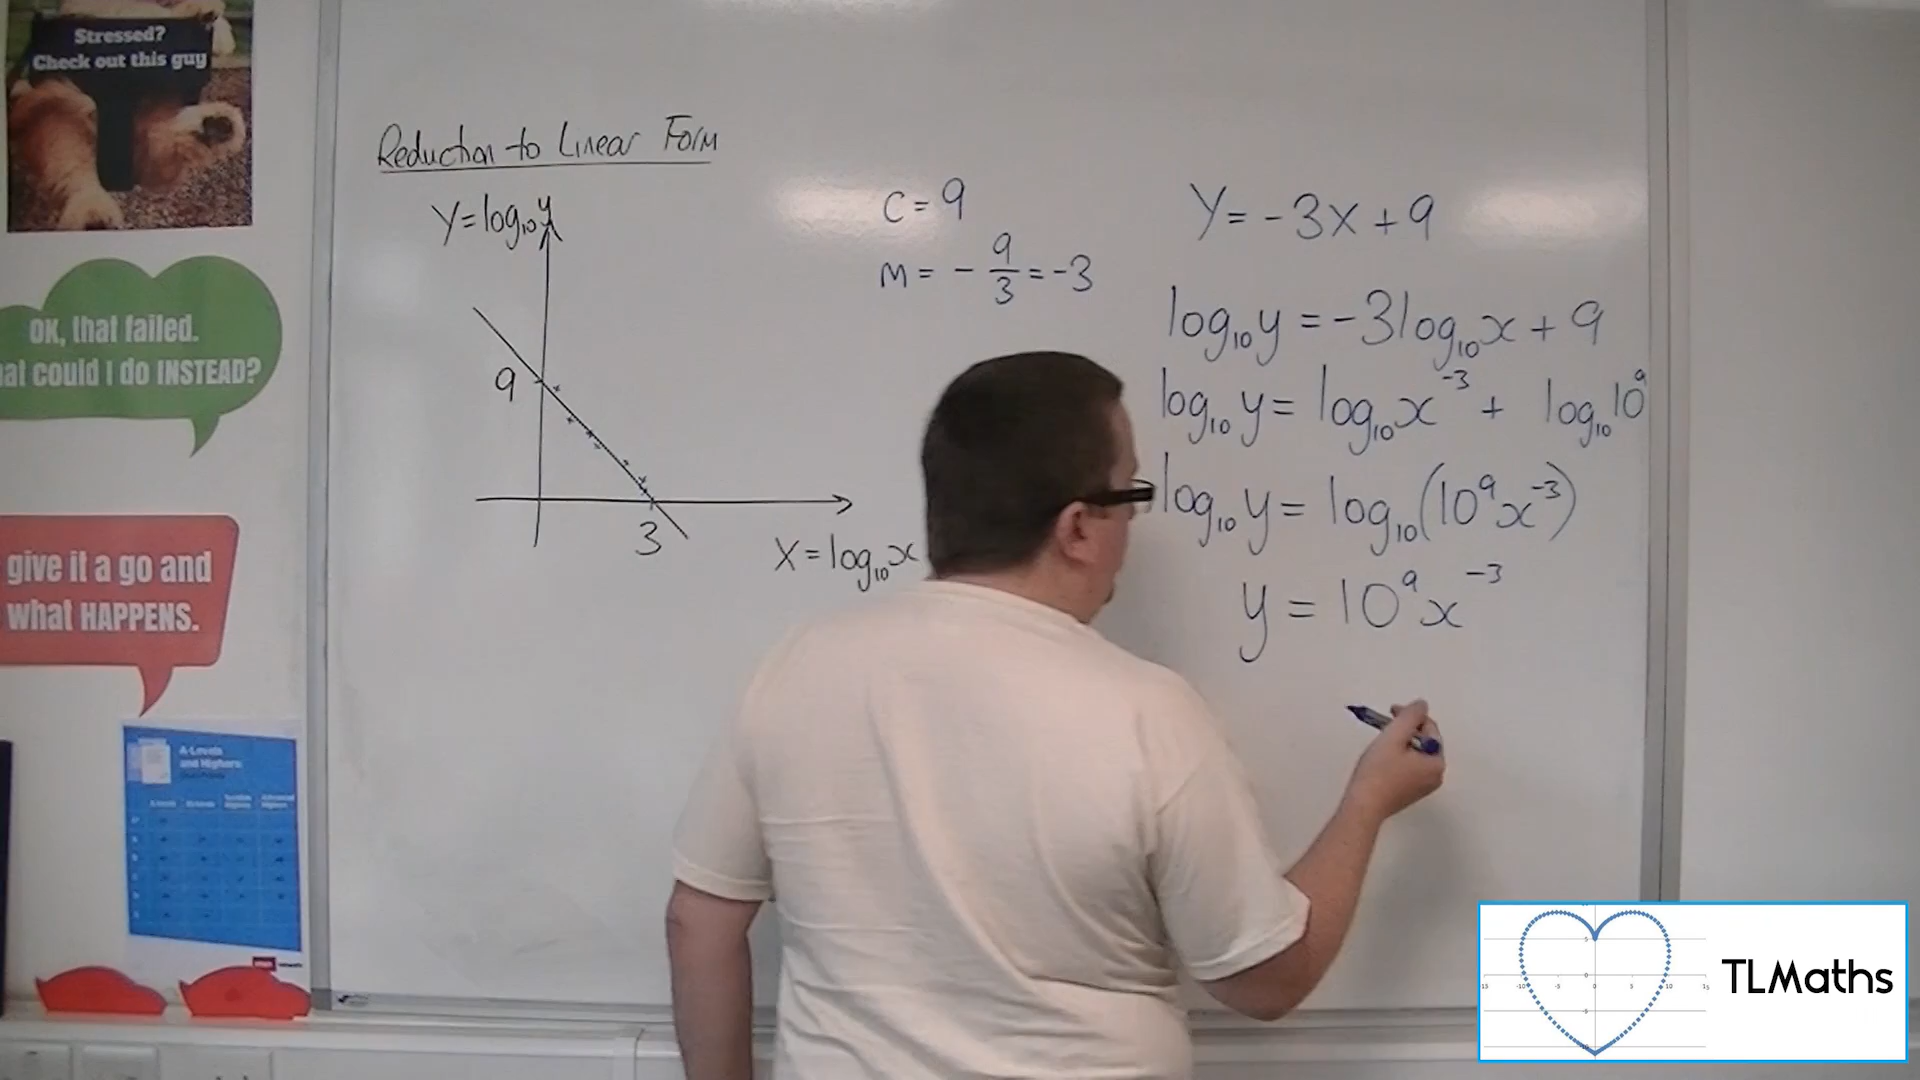 Stressed?
Check out this guy
OK, that failed.
at could I do INSTEAD?
give it a go and
what HAPPENS.
A-Levels
and Highers
Reduction to Linear Form
Y=log₁₀y
9
3
X=log₁₀x
C=9
M = -9/3 = -3
Y=-3X+9
log₁₀y = -3log₁₀x + 9
log₁₀y = log₁₀x⁻³ + log₁₀10⁹
log₁₀y = log₁₀(10⁹x⁻³)
y = 10⁹x⁻³
TLMaths